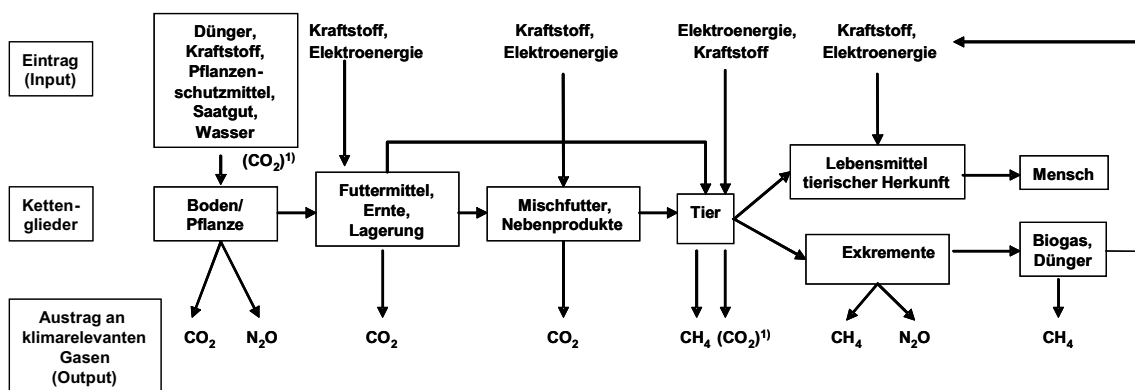 Eintrag
(Input)
Dünger,
Kraftstoff,
Pflanzen-
schutzmittel,
Saatgut,
Wasser
Kraftstoff,
Elektroenergie
Kraftstoff,
Elektroenergie
Elektroenergie,
Kraftstoff
Kraftstoff,
Elektroenergie
(CO₂)¹⁾
Ketten-
glieder
Boden/
Pflanze
Futtermittel,
Ernte,
Lagerung
Mischfutter,
Nebenprodukte
Tier
Lebensmittel
tierischer Herkunft
Mensch
Exkremente
Biogas,
Dünger
Austrag an
klimarelevanten
Gasen
(Output)
CO₂
N₂O
CO₂
CO₂
CH₄ (CO₂)¹⁾
CH₄
N₂O
CH₄